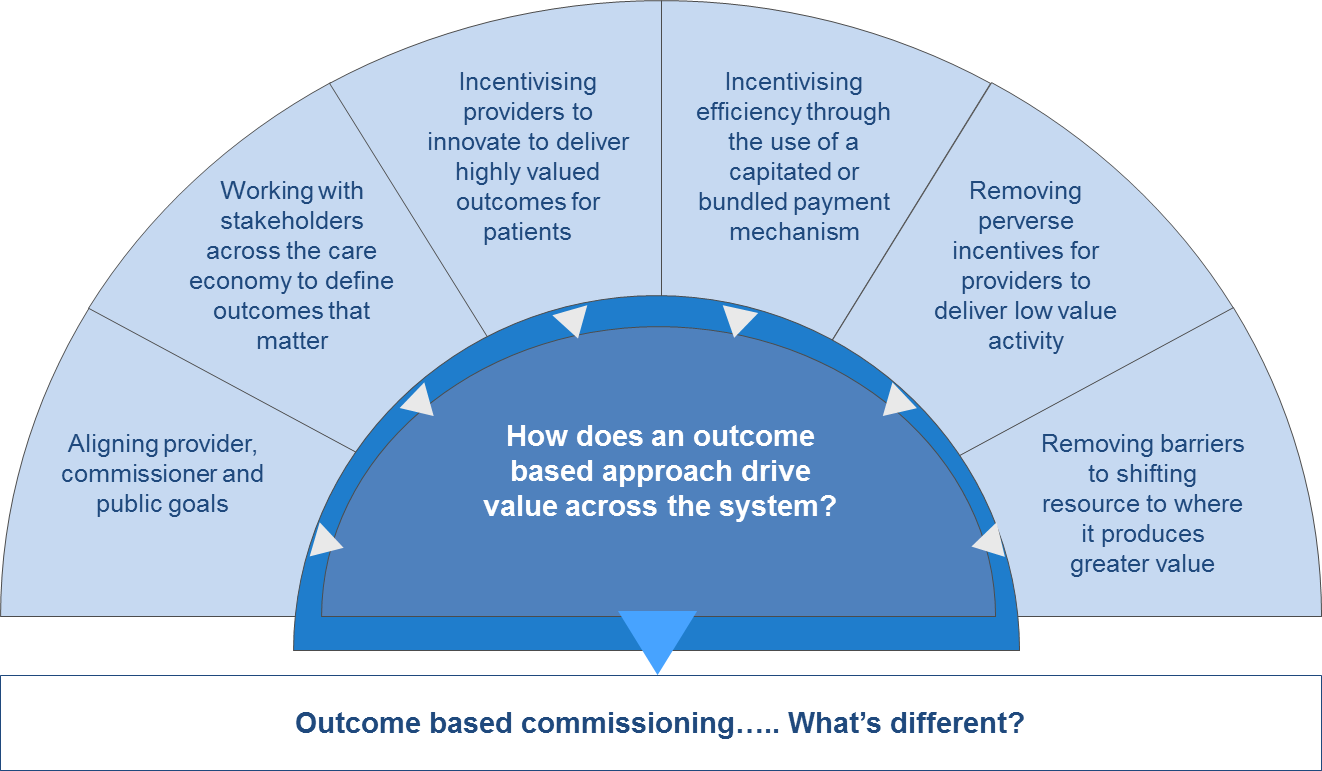 Aligning provider,
commissioner and
public goals
Working with
stakeholders
across the care
economy to define
outcomes that
matter
Incentivising
providers to
innovate to deliver
highly valued
outcomes for
patients
Incentivising
efficiency through
the use of a
capitated or
bundled payment
mechanism
Removing
perverse
incentives for
providers to
deliver low value
activity
Removing barriers
to shifting
resource to where
it produces
greater value
How does an outcome
based approach drive
value across the system?
Outcome based commissioning….. What’s different?